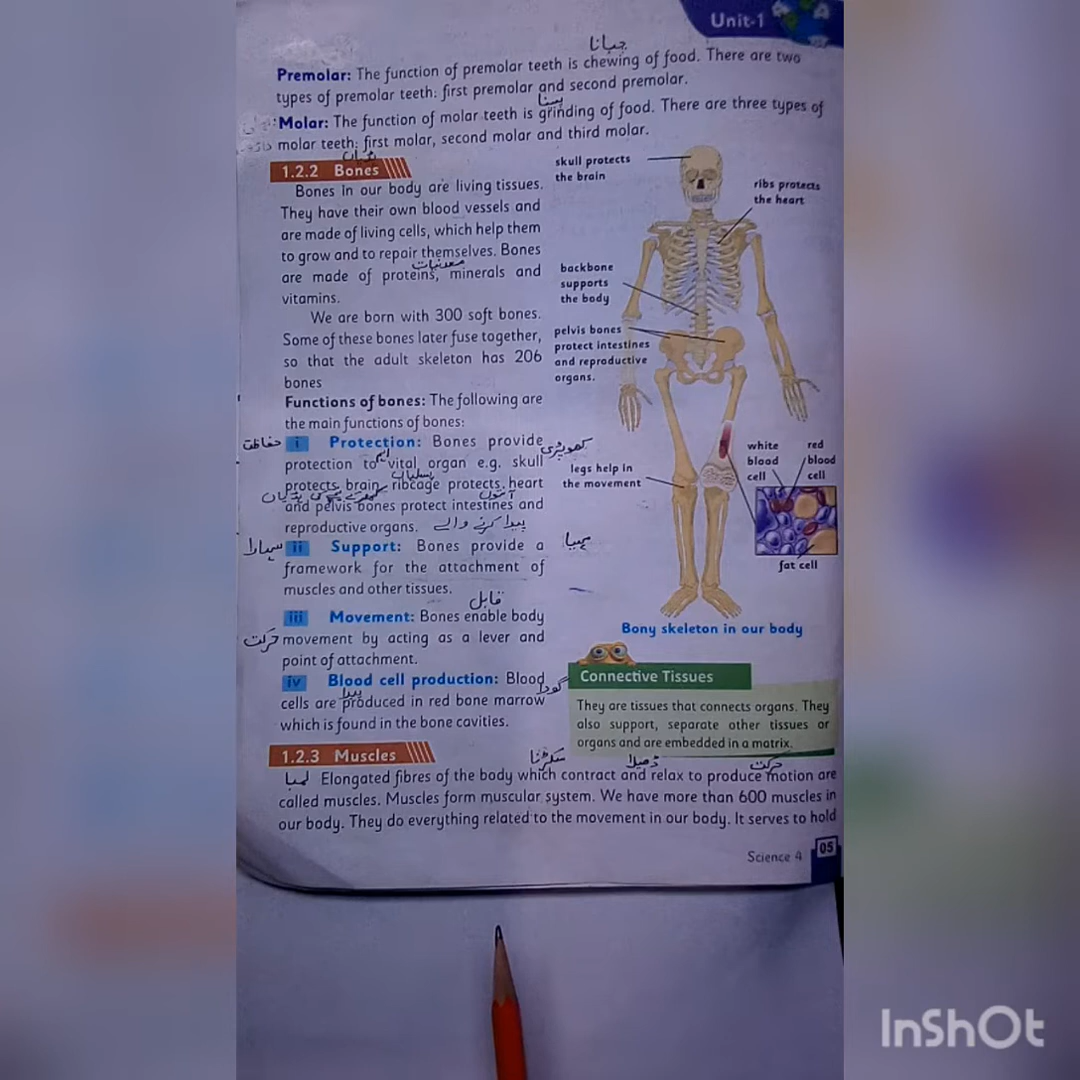 Unit-1
چبانا
Premolar: The function of premolar teeth is chewing of food. There are two
types of premolar teeth: first premolar and second premolar.
پیسنا
Molar: The function of molar teeth is grinding of food. There are three types of
molar teeth: first molar, second molar and third molar.
ہڈیاں
1.2.2 Bones
Bones in our body are living tissues.
They have their own blood vessels and
are made of living cells, which help them
to grow and to repair themselves. Bones
معدنیات
are made of proteins, minerals and
vitamins.
We are born with 300 soft bones.
Some of these bones later fuse together,
so that the adult skeleton has 206
bones
Functions of bones: The following are
the main functions of bones:
حفاظت
i Protection: Bones provide
کھوپڑی
اہم
protection to vital organ e.g. skull
پسلیاں
protects brain, ribcage protects heart
آنتوں
and pelvis bones protect intestines and
reproductive organs.
پیدا کرنے والے
سہارا
ii Support: Bones provide a
framework for the attachment of
muscles and other tissues.
قابل
iii Movement: Bones enable body
حرکت
movement by acting as a lever and
point of attachment.
iv Blood cell production: Blood
گودا
پیدا
cells are produced in red bone marrow
which is found in the bone cavities.
skull protects
the brain
ribs protects
the heart
backbone
supports
the body
pelvis bones
protect intestines
and reproductive
organs.
legs help in
the movement
white
blood
cell
red
blood
cell
fat cell
مہیا
Bony skeleton in our body
Connective Tissues
They are tissues that connects organs. They
also support, separate other tissues or
organs and are embedded in a matrix.
1.2.3 Muscles
سکڑنا
ڈھیلا
حرکت
لمبا
Elongated fibres of the body which contract and relax to produce motion are
called muscles. Muscles form muscular system. We have more than 600 muscles in
our body. They do everything related to the movement in our body. It serves to hold
Science 4
05
InShOt